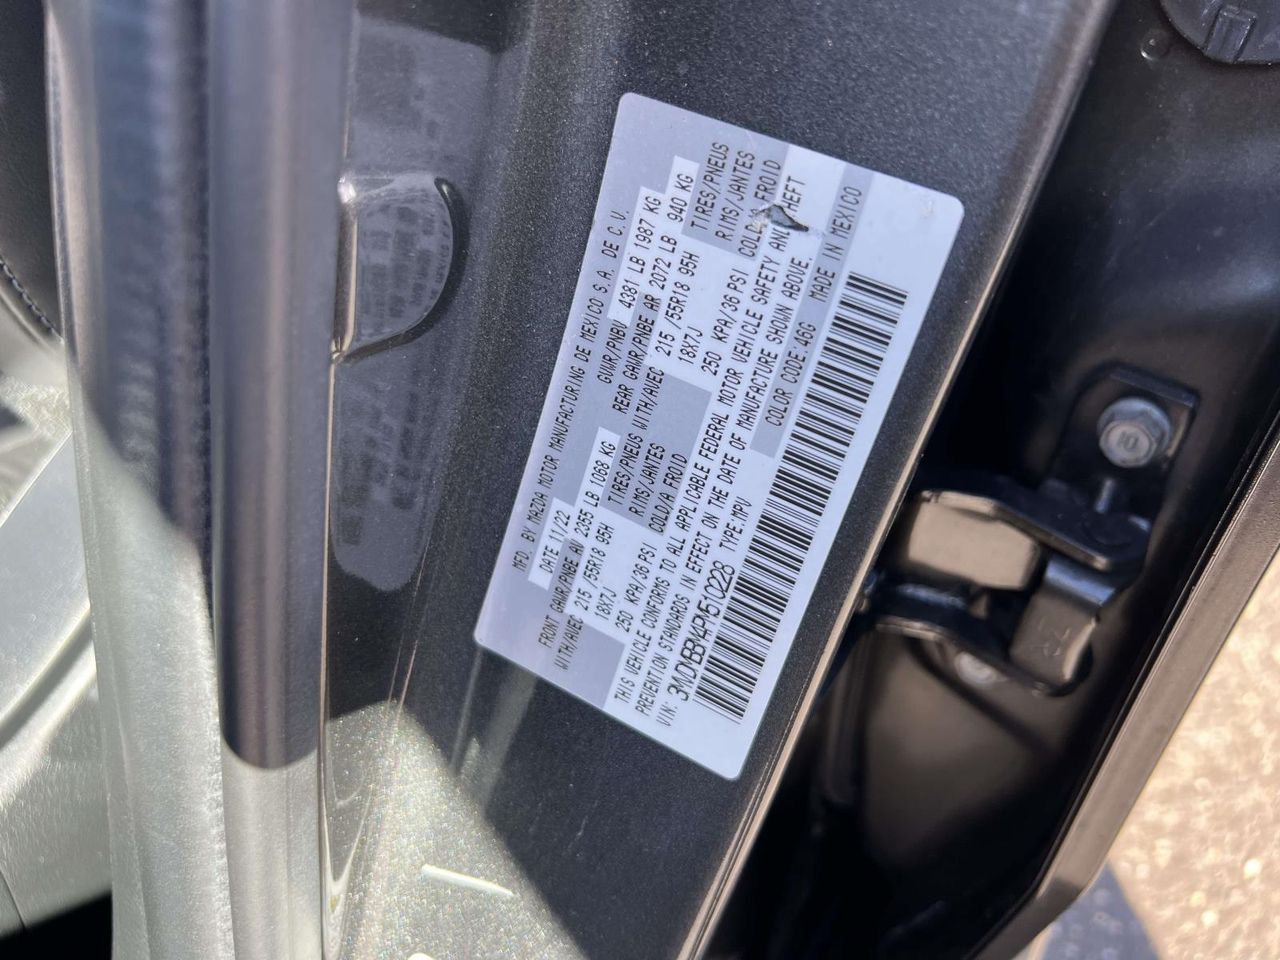 MFD. BY MAZDA MOTOR MANUFACTURING DE MEXICO S.A. DE C.V.
DATE 11/22 GVWR/PNBV 4381 LB 1987 KG
FRONT GAWR/PNBE AV 2355 LB 1068 KG REAR GAWR/PNBE AR 2072 LB 940 KG
WITH/AVEC 215 /55R18 95H TIRES/PNEUS WITH/AVEC 215 /55R18 95H TIRES/PNEUS
18X7J RIMS/JANTES 18X7J RIMS/JANTES
250 KPA/36 PSI COLD/A FROID 250 KPA/36 PSI COLD FROID
THIS VEHICLE CONFORMS TO ALL APPLICABLE FEDERAL MOTOR VEHICLE SAFETY AND HEFT
PREVENTION STANDARDS IN EFFECT ON THE DATE OF MANUFACTURE SHOWN ABOVE.
VIN: TYPE:MPV COLOR CODE:46G MADE IN MEXICO
10